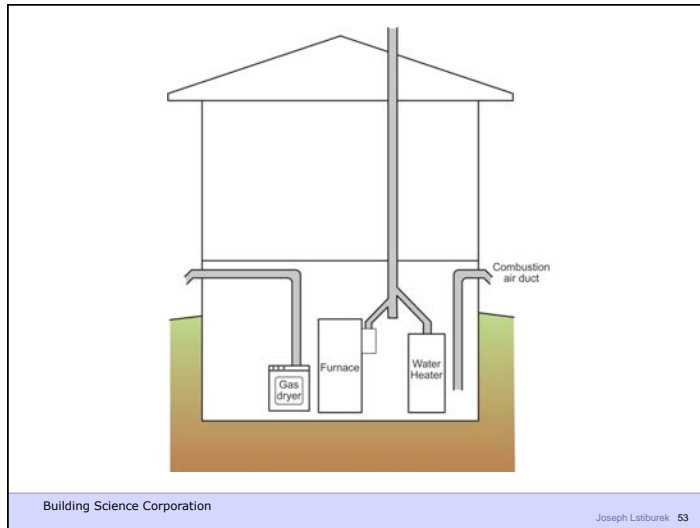 Combustion
air duct
Furnace
Water
Heater
Gas
dryer
Building Science Corporation
Joseph Lstiburek 53